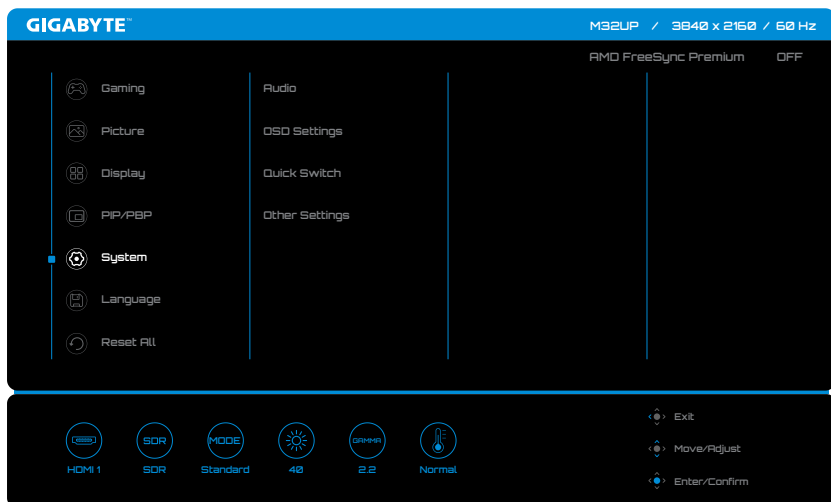 GIGABYTE™
M32UP / 3840 x 2160 / 60 Hz
AMD FreeSync Premium OFF
Gaming
Picture
Display
PIP/PBP
System
Language
Reset All
Audio
OSD Settings
Quick Switch
Other Settings
SDR
MODE
GAMMA
HDMI 1
SDR
Standard
40
2.2
Normal
Exit
Move/Adjust
Enter/Confirm